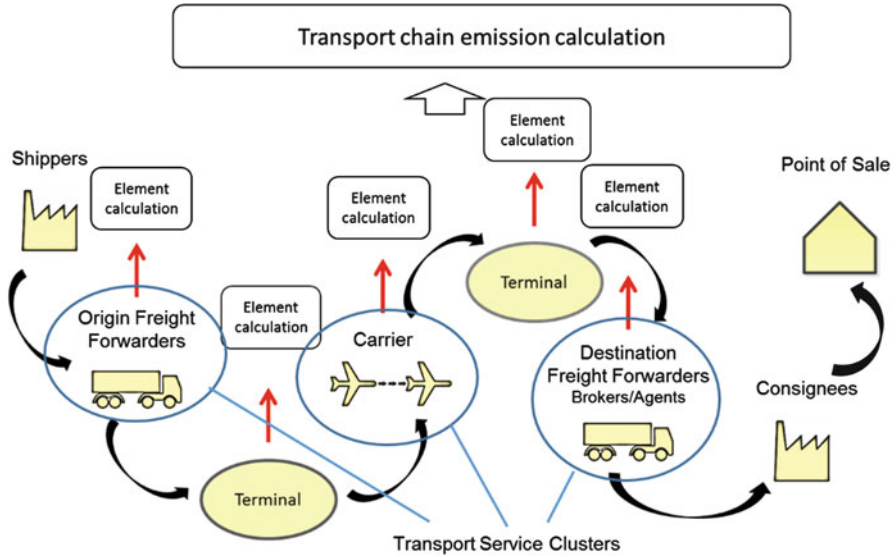 Transport chain emission calculation
Element
calculation
Shippers
Point of Sale
Element
calculation
Element
calculation
Element
calculation
Terminal
Element
calculation
Origin Freight
Forwarders
Carrier
Destination
Freight Forwarders
Brokers/Agents
Consignees
Terminal
Transport Service Clusters